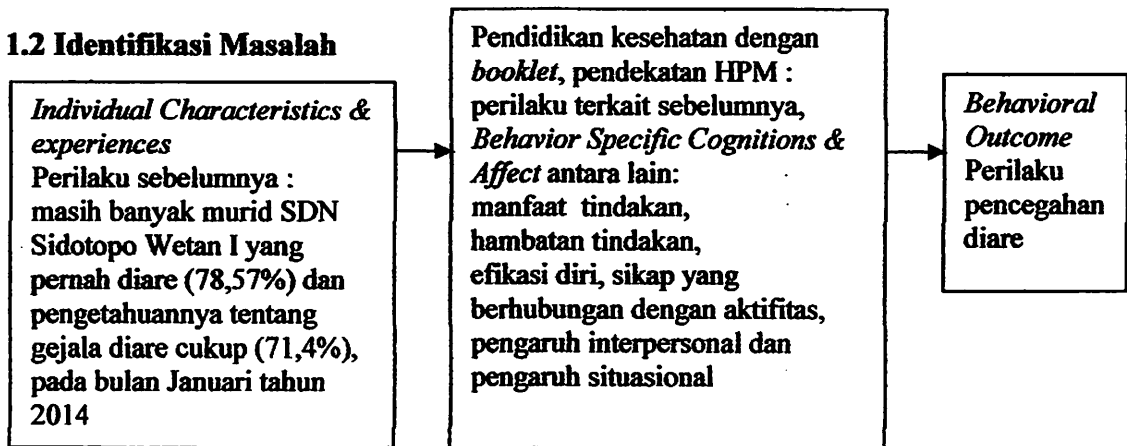 1.2 Identifikasi Masalah
Individual Characteristics &
experiences
Perilaku sebelumnya :
masih banyak murid SDN
Sidotopo Wetan I yang
pernah diare (78,57%) dan
pengetahuannya tentang
gejala diare cukup (71,4%),
pada bulan Januari tahun
2014
Pendidikan kesehatan dengan
booklet, pendekatan HPM :
perilaku terkait sebelumnya,
Behavior Specific Cognitions &
Affect antara lain:
manfaat tindakan,
hambatan tindakan,
efikasi diri, sikap yang
berhubungan dengan aktifitas,
pengaruh interpersonal dan
pengaruh situasional
Behavioral
Outcome
Perilaku
pencegahan
diare